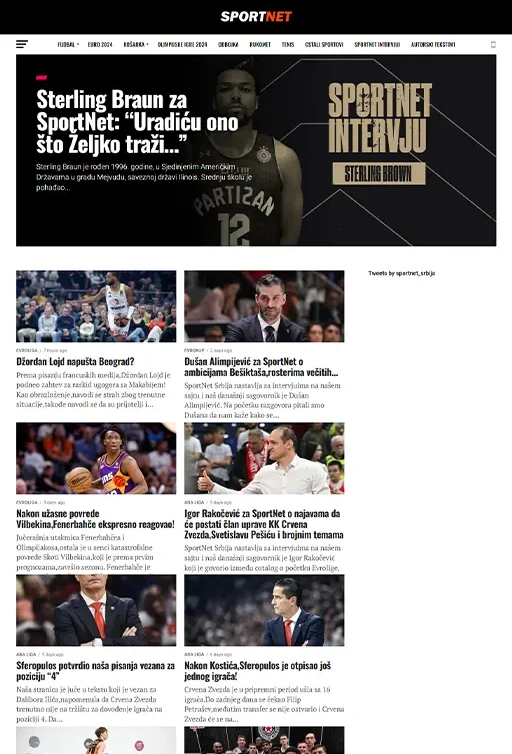 SPORTNET
FUDBAL
EURO 2024
KOŠARKA
OLIMPIJSKE IGRE 2024
ODBOJKA
RUKOMET
TENIS
OSTALI SPORTOVI
SPORTNET INTERVJUI
AUTORSKI TEKSTOVI
Sterling Braun za
SportNet: “Uradiću ono
što Željko traži...”
Sterling Braun je rođen 1996. godine, u Sjedinjenim Američkim
Državama u gradu Mejvudu, saveznoj državi Ilinois. Srednju školu je
pohađao...
PARTIZAN
12
SPORTNET
INTERVJU
STERLING BROWN
Tweets by sportnet_srbija
EVROLIGA / 7 hours ago
Džordan Lojd napušta Beograd?
Prema pisanju francuskih medija,Džordan Lojd je
podneo zahtev za raskid ugogora sa Makabijem!
Kao obrazloženje,navodi se strah zbog trenutne
situacije,takođe navodi se da su prijatelji i...
EVROKUP / 2 days ago
Dušan Alimpijević za SportNet o
ambicijama Bešiktaša,rosterima večitih...
SportNet Srbija nastavlja sa intervjuima na našem
sajtu i naš današnji sagovornik je Dušan
Alimpijević. Na početku razgovora pitali smo
Dušana da nam kaže kako se...
EVROLIGA / 3 days ago
Nakon užasne povrede
Vilbekina,Fenerbahče ekspresno reagovao!
Jučerašnja utakmica Fenerbahčea i
Olimpijakosa,ostala je u senci katastrofalne
povrede Skoti Vilbekina,koji je prema prvim
prognozama,završio sezonu. Fenerbahče je
ABA LIGA / 5 days ago
Igor Rakočević za SportNet o najavama da
će postati član uprave KK Crvena
Zvezda,Svetislavu Pešiću i brojnim temama
SportNet Srbija nastavlja sa intervjuima na našem
sajtu i naš današnji sagovornik je Igor Rakočević
koji je govorio između ostalog o početku Evrolige,
ABA LIGA / 5 days ago
Sferopulos potvrdio naša pisanja vezana za
poziciju “4”
Naša stranica je juče u tekstu koji je vezan za
Dalibora Ilića,napomenula da Crvena Zvezda
trenutno nije na tržištu za dovođenje igrača na
poziciji 4. Da...
ABA LIGA / 6 days ago
Nakon Kostića,Sferopulos je otpisao još
jednog igrača!
Crvena Zvezda je u pripremni period ušla sa 16
igrača.Do zadnjeg dana se čekao Filip
Petrušev,međutim transfer se nije ostvario i Crvena
Zvezda će se na...